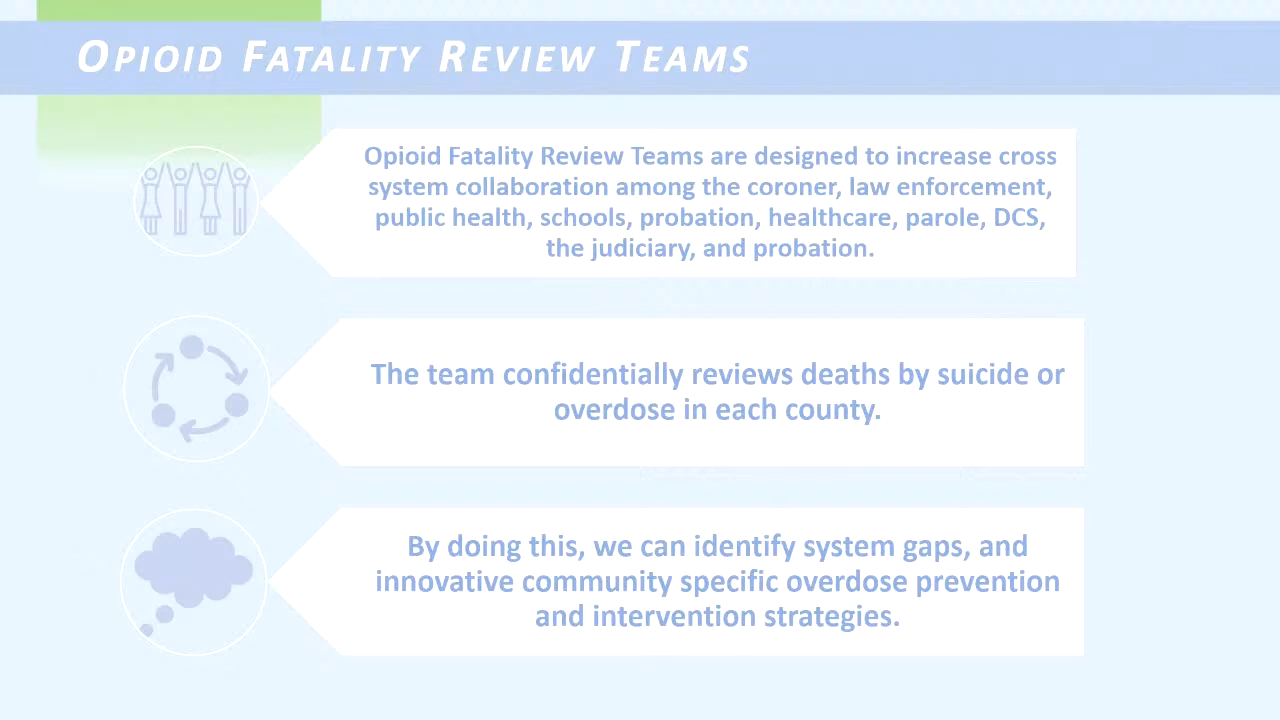 OPIOID FATALITY REVIEW TEAMS
Opioid Fatality Review Teams are designed to increase cross
system collaboration among the coroner, law enforcement,
public health, schools, probation, healthcare, parole, DCS,
the judiciary, and probation.
The team confidentially reviews deaths by suicide or
overdose in each county.
By doing this, we can identify system gaps, and
innovative community specific overdose prevention
and intervention strategies.